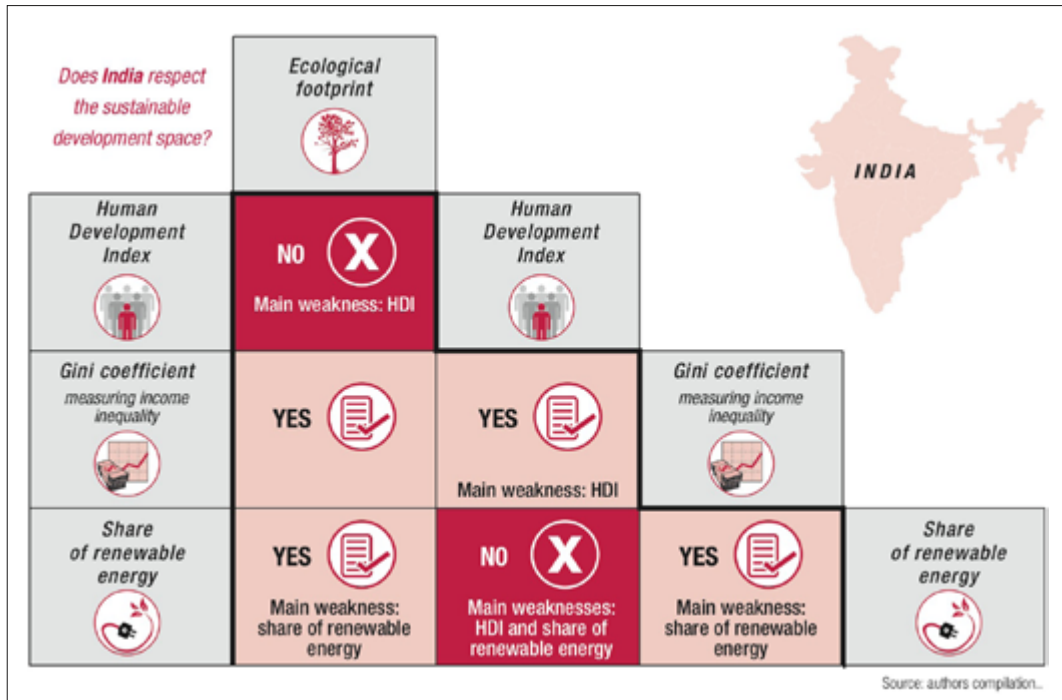 Does India respect
the sustainable
development space?
Ecological
footprint
INDIA
Human
Development
Index
NO X
Main weakness: HDI
Human
Development
Index
Gini coefficient
measuring income
inequality
YES
YES
Main weakness: HDI
Gini coefficient
measuring income
inequality
Share
of renewable
energy
YES
Main weakness:
share of renewable
energy
NO X
Main weaknesses:
HDI and share of
renewable energy
YES
Main weakness:
share of renewable
energy
Share
of renewable
energy
Source: authors compilation...